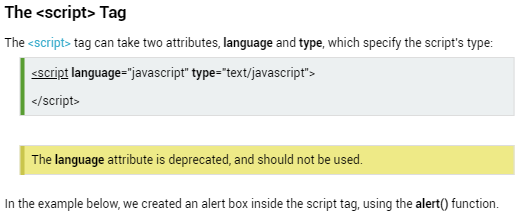 The <script> Tag
The <script> tag can take two attributes, language and type, which specify the script's type:
<script language="javascript" type="text/javascript">
</script>
The language attribute is deprecated, and should not be used.
In the example below, we created an alert box inside the script tag, using the alert() function.